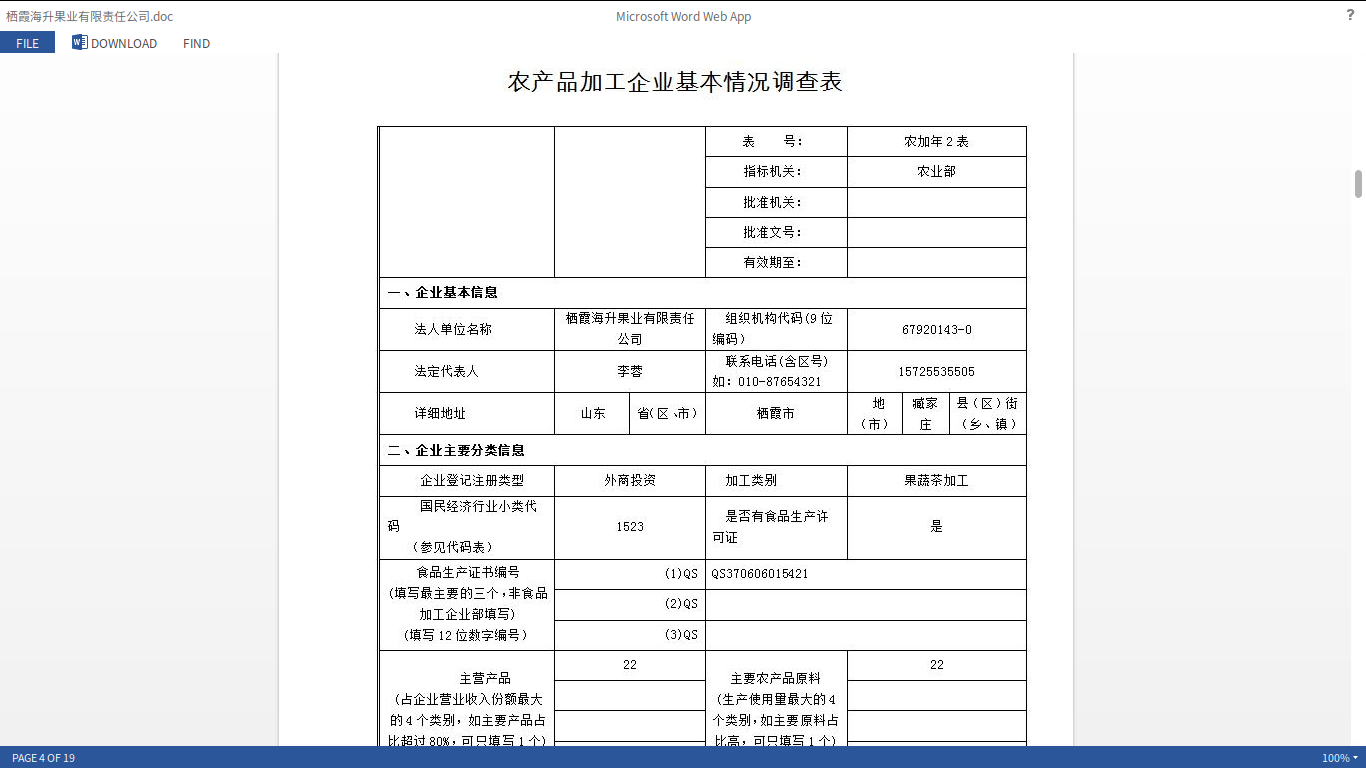 栖霞海升果业有限责任公司.doc
Microsoft Word Web App
?
FILE
DOWNLOAD
FIND
农产品加工企业基本情况调查表
表 号:
农加年2表
指标机关:
农业部
批准机关:
批准文号:
有效期至:
一、企业基本信息
法人单位名称
栖霞海升果业有限责任
公司
组织机构代码(9位
编码)
67920143-0
法定代表人
李蓉
联系电话(含区号)
如: 010-87654321
15725535505
详细地址
山东
省(区、市)
栖霞市
地
(市)
臧家
庄
县(区)街
(乡、镇)
二、企业主要分类信息
企业登记注册类型
外商投资
加工类别
果蔬茶加工
国民经济行业小类代
码
(参见代码表)
1523
是否有食品生产许
可证
是
食品生产证书编号
(填写最主要的三个,非食品
加工企业部填写)
(填写12位数字编号)
(1)QS
QS370606015421
(2)QS
(3)QS
主营产品
(占企业营业收入份额最大
的4个类别, 如主要产品占
比超过80%, 可只填写1个)
22
主要农产品原料
(生产使用量最大的4
个类别,如主要原料占
比高, 可只填写1个)
22
PAGE 4 OF 19
100%